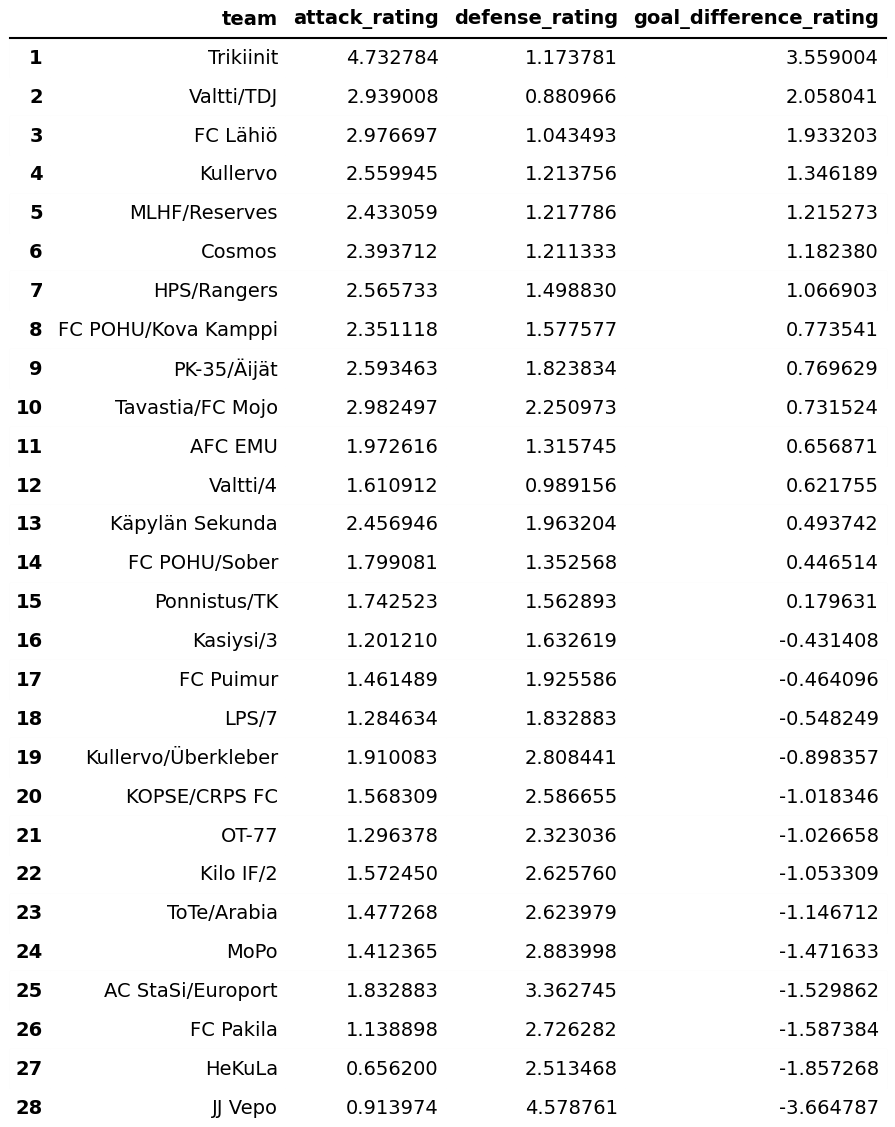 team attack_rating defense_rating goal_difference_rating
1 Trikiinit 4.732784 1.173781 3.559004
2 Valtti/TDJ 2.939008 0.880966 2.058041
3 FC Lähiö 2.976697 1.043493 1.933203
4 Kullervo 2.559945 1.213756 1.346189
5 MLHF/Reserves 2.433059 1.217786 1.215273
6 Cosmos 2.393712 1.211333 1.182380
7 HPS/Rangers 2.565733 1.498830 1.066903
8 FC POHU/Kova Kamppi 2.351118 1.577577 0.773541
9 PK-35/Äijät 2.593463 1.823834 0.769629
10 Tavastia/FC Mojo 2.982497 2.250973 0.731524
11 AFC EMU 1.972616 1.315745 0.656871
12 Valtti/4 1.610912 0.989156 0.621755
13 Käpylän Sekunda 2.456946 1.963204 0.493742
14 FC POHU/Sober 1.799081 1.352568 0.446514
15 Ponnistus/TK 1.742523 1.562893 0.179631
16 Kasiysi/3 1.201210 1.632619 -0.431408
17 FC Puimur 1.461489 1.925586 -0.464096
18 LPS/7 1.284634 1.832883 -0.548249
19 Kullervo/Überkleber 1.910083 2.808441 -0.898357
20 KOPSE/CRPS FC 1.568309 2.586655 -1.018346
21 OT-77 1.296378 2.323036 -1.026658
22 Kilo IF/2 1.572450 2.625760 -1.053309
23 ToTe/Arabia 1.477268 2.623979 -1.146712
24 MoPo 1.412365 2.883998 -1.471633
25 AC StaSi/Europort 1.832883 3.362745 -1.529862
26 FC Pakila 1.138898 2.726282 -1.587384
27 HeKuLa 0.656200 2.513468 -1.857268
28 JJ Vepo 0.913974 4.578761 -3.664787